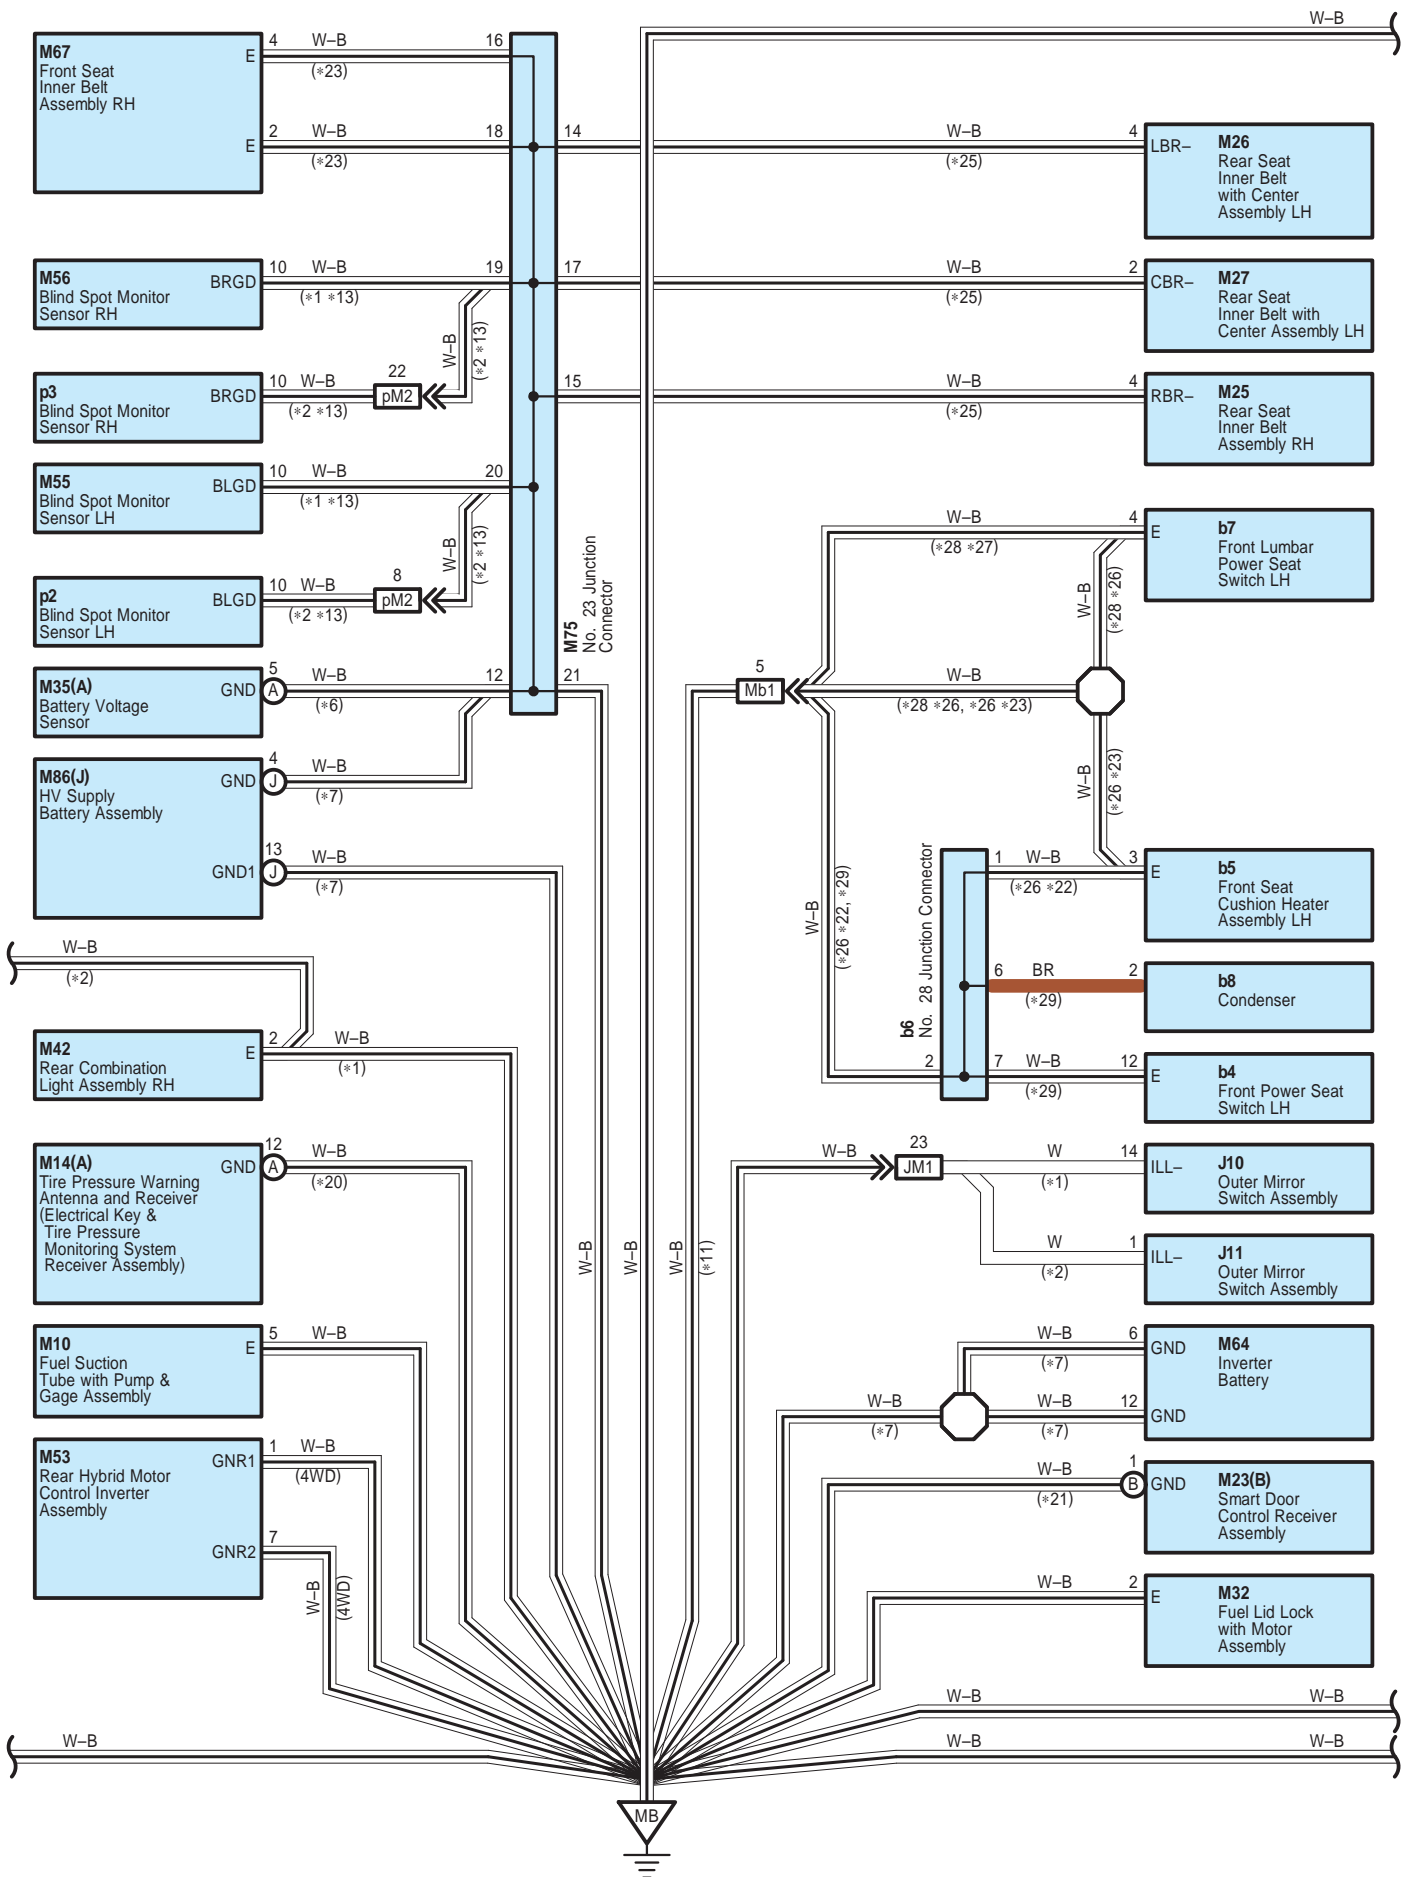 W–B
M67
Front Seat
Inner Belt
Assembly RH
E
4
W–B
(∗23)
16
E
2
W–B
(∗23)
18
14
W–B
(∗25)
4
LBR–
M26
Rear Seat
Inner Belt
with Center
Assembly LH
M56
Blind Spot Monitor
Sensor RH
BRGD
10
W–B
(∗1 ∗13)
19
17
W–B
(∗25)
2
CBR–
M27
Rear Seat
Inner Belt with
Center Assembly LH
W–B
(∗2 ∗13)
p3
Blind Spot Monitor
Sensor RH
BRGD
10
W–B
(∗2 ∗13)
22
pM2
15
W–B
(∗25)
4
RBR–
M25
Rear Seat
Inner Belt
Assembly RH
M55
Blind Spot Monitor
Sensor LH
BLGD
10
W–B
(∗1 ∗13)
20
W–B
(∗2 ∗13)
p2
Blind Spot Monitor
Sensor LH
BLGD
10
W–B
(∗2 ∗13)
8
pM2
M75
No. 23 Junction
Connector
W–B
(∗28 ∗27)
4
E
b7
Front Lumbar
Power Seat
Switch LH
W–B
(∗28 ∗26)
M35(A)
Battery Voltage
Sensor
GND
5
A
W–B
(∗6)
12
21
5
Mb1
W–B
(∗28 ∗26, ∗26 ∗23)
M86(J)
HV Supply
Battery Assembly
GND
4
J
W–B
(∗7)
GND1
13
J
W–B
(∗7)
W–B
(∗26 ∗23)
W–B
(∗26 ∗22, ∗29)
b6
No. 28 Junction Connector
1
W–B
(∗26 ∗22)
3
E
b5
Front Seat
Cushion Heater
Assembly LH
6
BR
(∗29)
2
b8
Condenser
2
7
W–B
(∗29)
12
E
b4
Front Power Seat
Switch LH
W–B
(∗2)
M42
Rear Combination
Light Assembly RH
E
2
W–B
(∗1)
M14(A)
Tire Pressure Warning
Antenna and Receiver
(Electrical Key &
Tire Pressure
Monitoring System
Receiver Assembly)
GND
12
A
W–B
(∗20)
W–B
W–B
W–B
(∗11)
W–B
23
JM1
W
(∗1)
14
ILL–
J10
Outer Mirror
Switch Assembly
W
(∗2)
1
ILL–
J11
Outer Mirror
Switch Assembly
M10
Fuel Suction
Tube with Pump &
Gage Assembly
E
5
W–B
W–B
(∗7)
6
GND
M64
Inverter
Battery
W–B
(∗7)
W–B
(∗7)
12
GND
M53
Rear Hybrid Motor
Control Inverter
Assembly
GNR1
1
W–B
(4WD)
GNR2
7
W–B
(4WD)
W–B
(∗21)
1
B
GND
M23(B)
Smart Door
Control Receiver
Assembly
W–B
2
E
M32
Fuel Lid Lock
with Motor
Assembly
W–B
W–B
W–B
W–B
W–B
MB